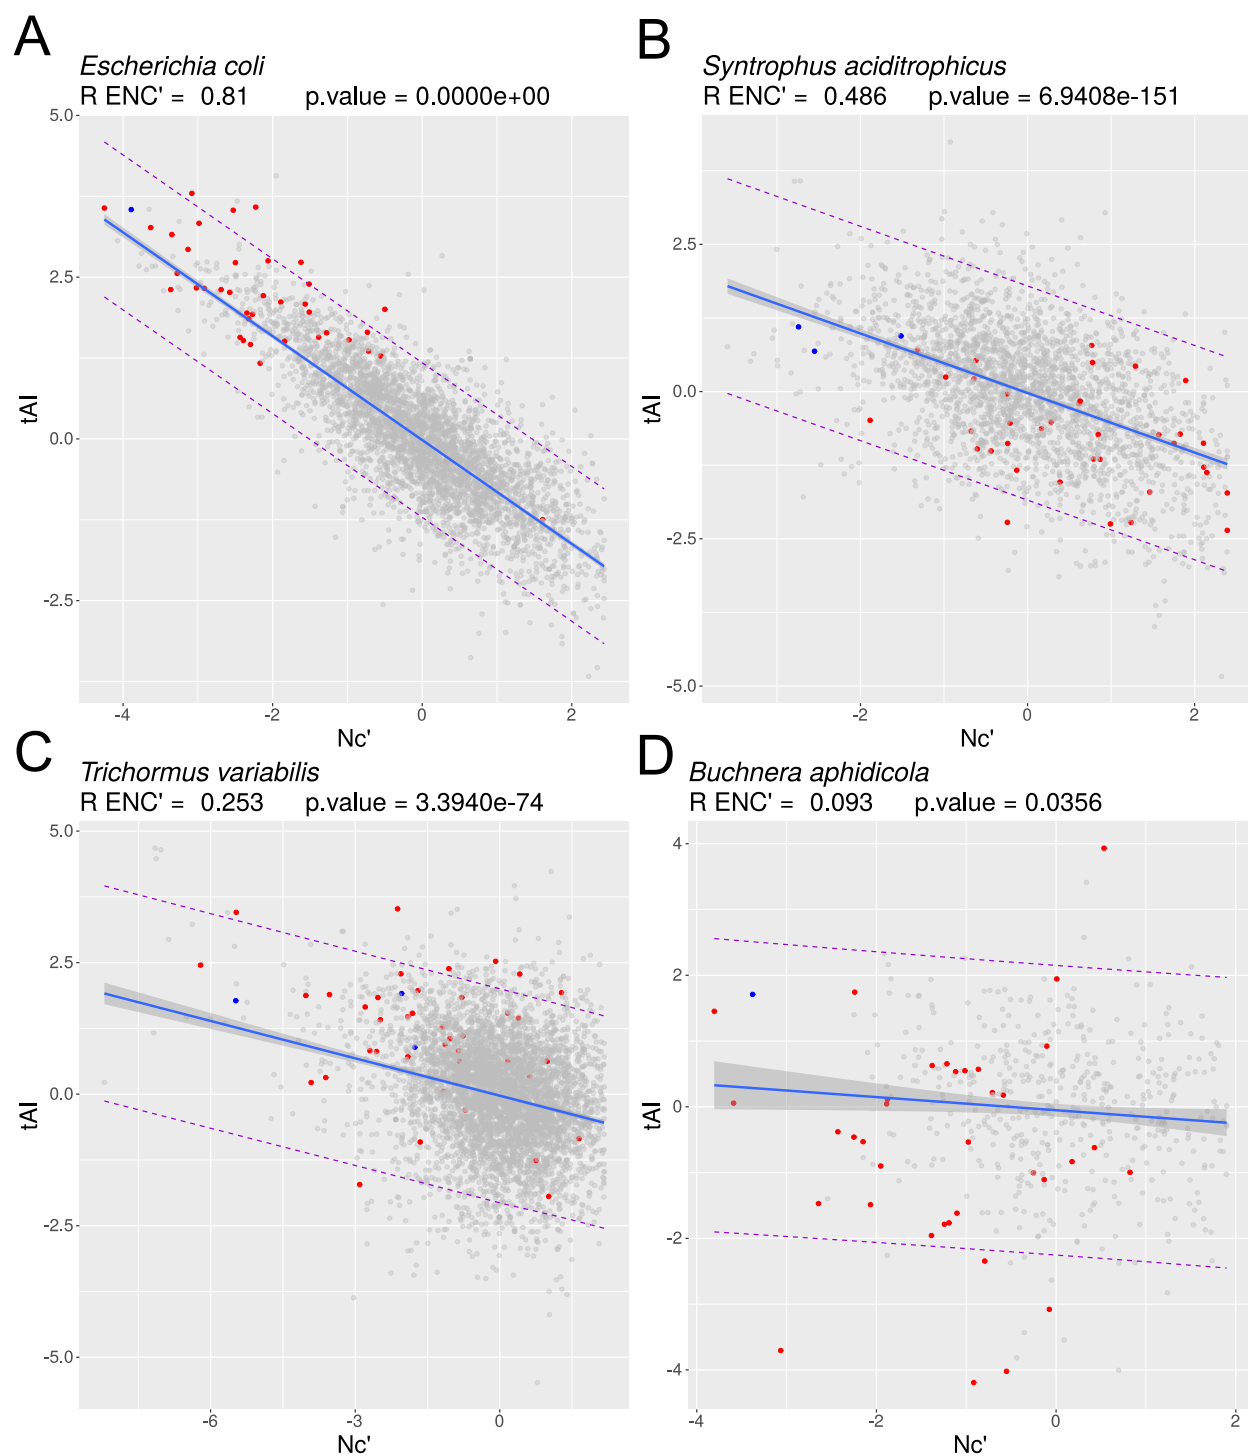 A
Escherichia coli
R ENC' = 0.81 p.value = 0.0000e+00
5.0
2.5
0.0
-2.5
tAI
-4 -2 0 2
Nc'
B
Syntrophus aciditrophicus
R ENC' = 0.486 p.value = 6.9408e-151
2.5
0.0
-2.5
-5.0
tAI
-2 0 2
Nc'
C
Trichormus variabilis
R ENC' = 0.253 p.value = 3.3940e-74
5.0
2.5
0.0
-2.5
-5.0
tAI
-6 -3 0
Nc'
D
Buchnera aphidicola
R ENC' = 0.093 p.value = 0.0356
4
2
0
-2
-4
tAI
-4 -2 0 2
Nc'